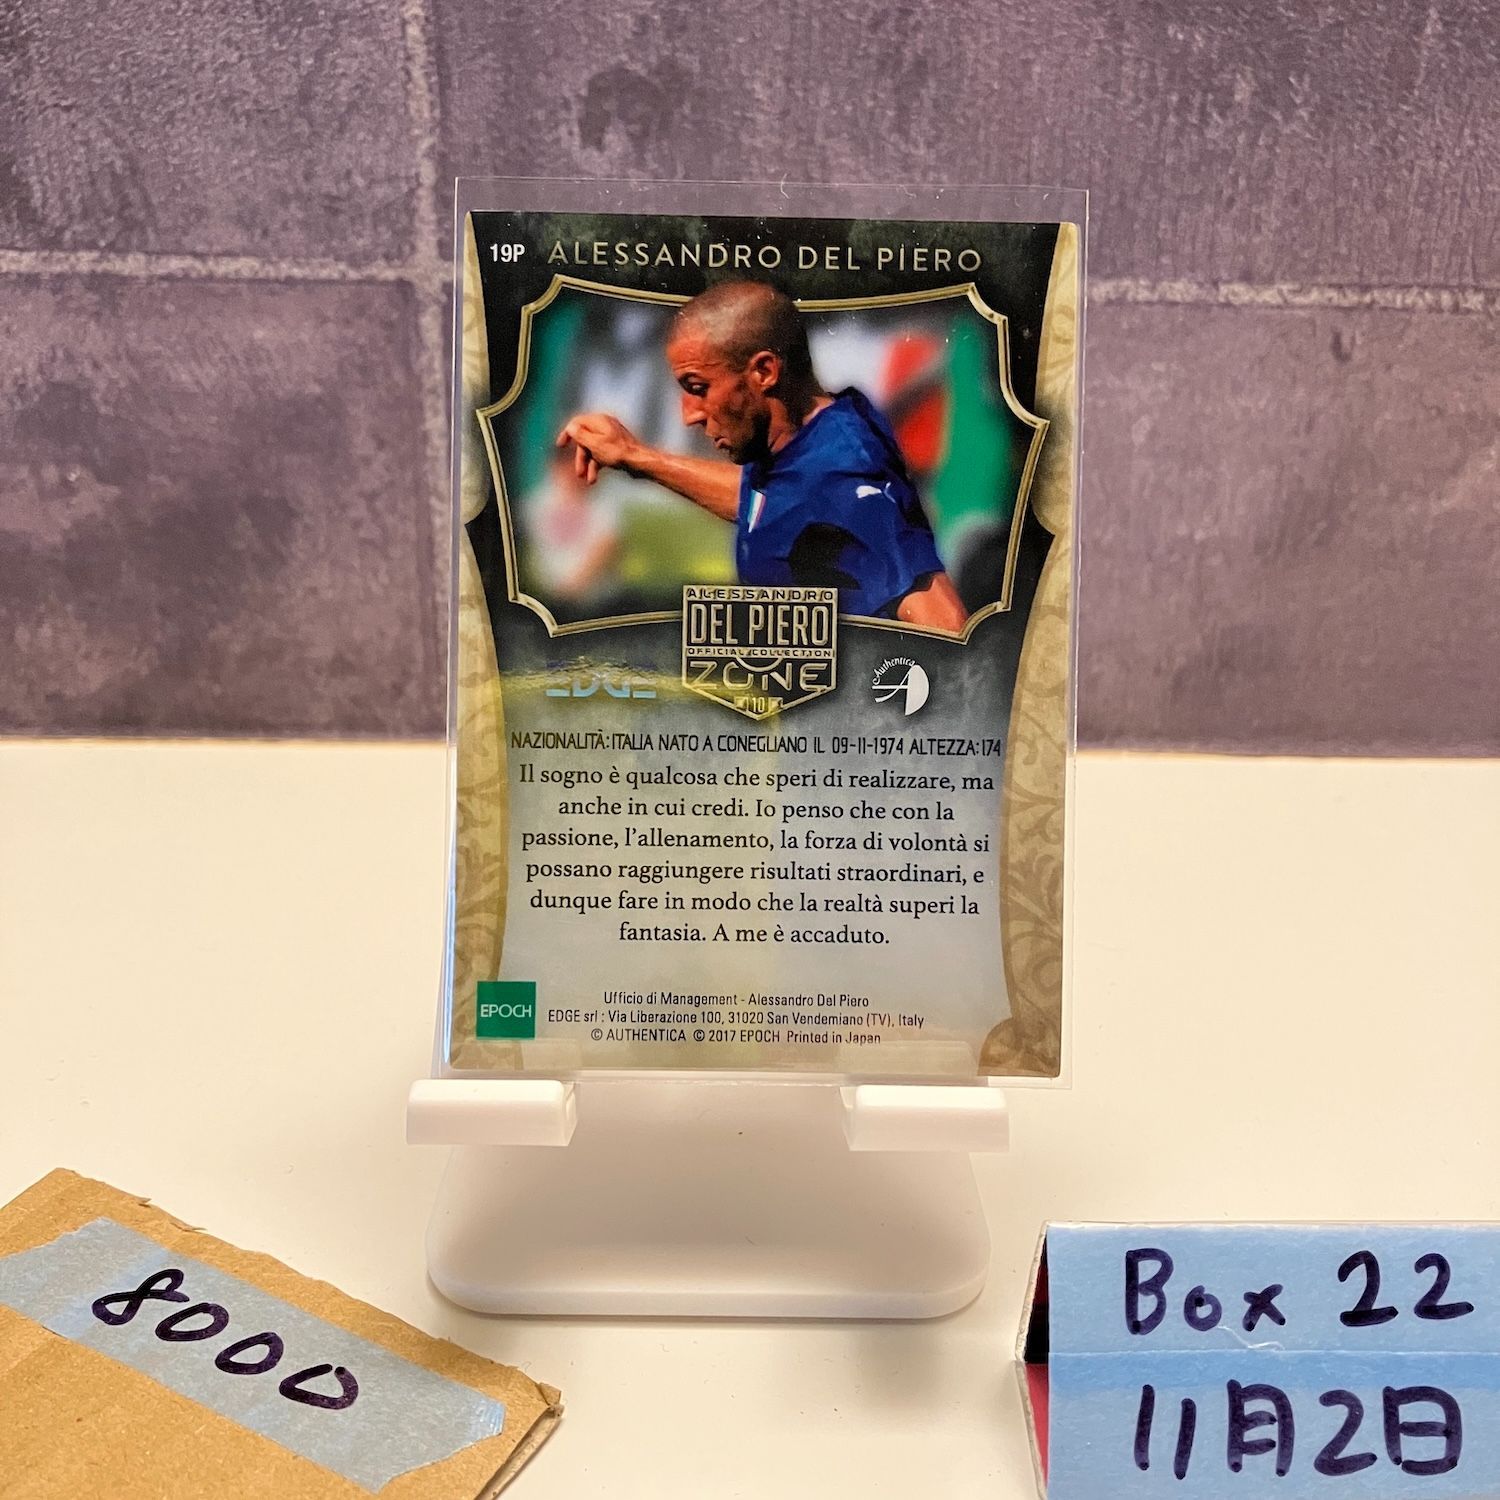 19P ALESSANDRO DEL PIERO
ALESSANDRO
DEL PIERO
OFFICIAL COLLECTION
ZONE
10
EDGE
Authentica
A
NAZIONALITÀ: ITALIA NATO A CONEGLIANO IL 09-11-1974 ALTEZZA: 174
Il sogno è qualcosa che speri di realizzare, ma
anche in cui credi. Io penso che con la
passione, l'allenamento, la forza di volontà si
possano raggiungere risultati straordinari, e
dunque fare in modo che la realtà superi la
fantasia. A me è accaduto.
EPOCH
Ufficio di Management - Alessandro Del Piero
EDGE srl : Via Liberazione 100, 31020 San Vendemiano (TV), Italy
© AUTHENTICA © 2017 EPOCH Printed in Japan
8000
Box 22
11月2日